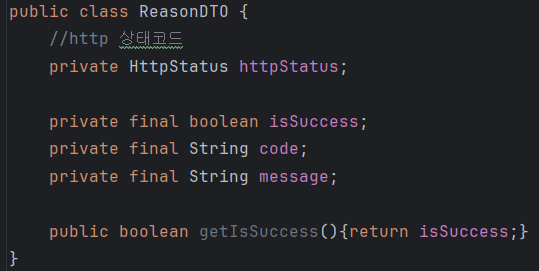 public class ReasonDTO {
//http 상태코드
private HttpStatus httpStatus;
private final boolean isSuccess;
private final String code;
private final String message;
public boolean getIsSuccess(){return isSuccess;}
}